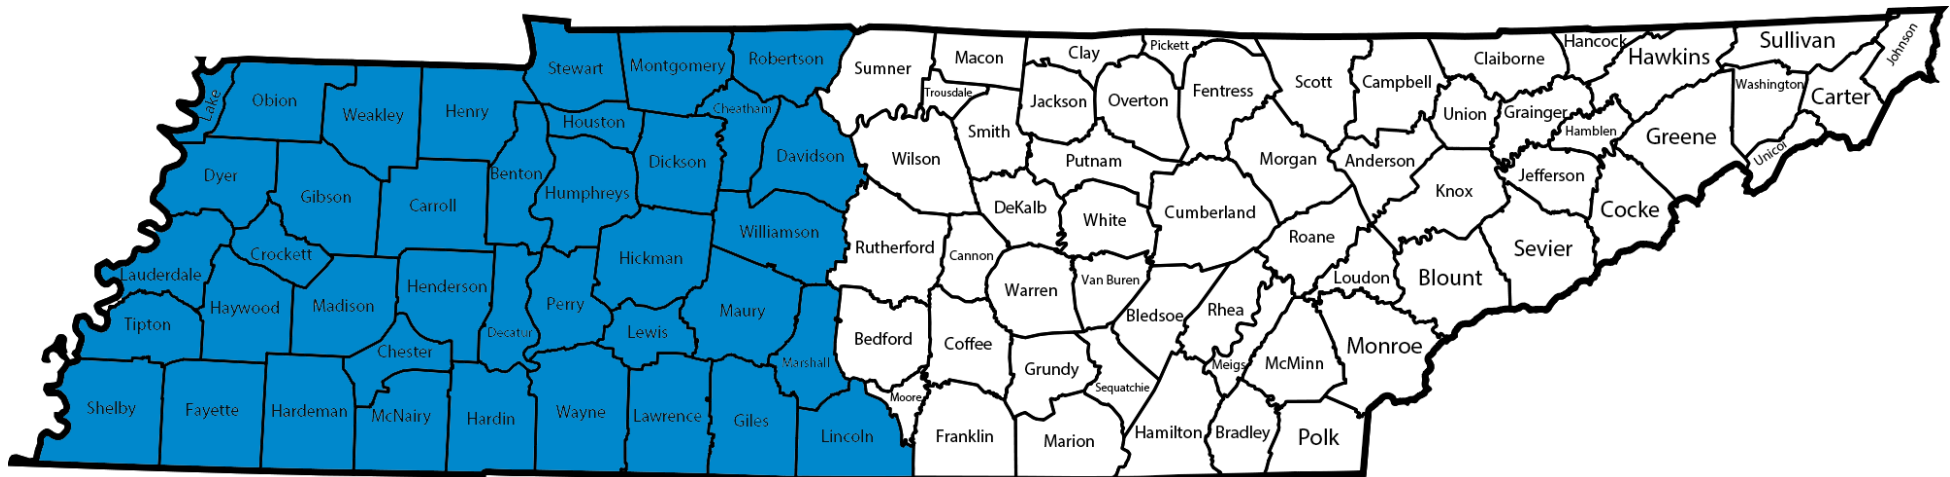 Lake
Obion
Weakley
Henry
Stewart
Montgomery
Robertson
Sumner
Macon
Clay
Pickett
Fentress
Scott
Campbell
Claiborne
Hancock
Hawkins
Sullivan
Johnson
Trousdale
Jackson
Overton
Union
Grainger
Hamblen
Washington
Carter
Cheatham
Houston
Smith
Greene
Unicoi
Dyer
Gibson
Carroll
Benton
Humphreys
Dickson
Davidson
Wilson
Putnam
Morgan
Anderson
Knox
Jefferson
Cocke
Crockett
Williamson
Hickman
DeKalb
White
Cumberland
Roane
Sevier
Lauderdale
Haywood
Madison
Henderson
Decatur
Perry
Lewis
Maury
Rutherford
Cannon
Warren
Van Buren
Bledsoe
Rhea
Loudon
Blount
Tipton
Chester
Marshall
Bedford
Coffee
Grundy
Sequatchie
Meigs
McMinn
Monroe
Shelby
Fayette
Hardeman
McNairy
Hardin
Wayne
Lawrence
Giles
Lincoln
Moore
Franklin
Marion
Hamilton
Bradley
Polk